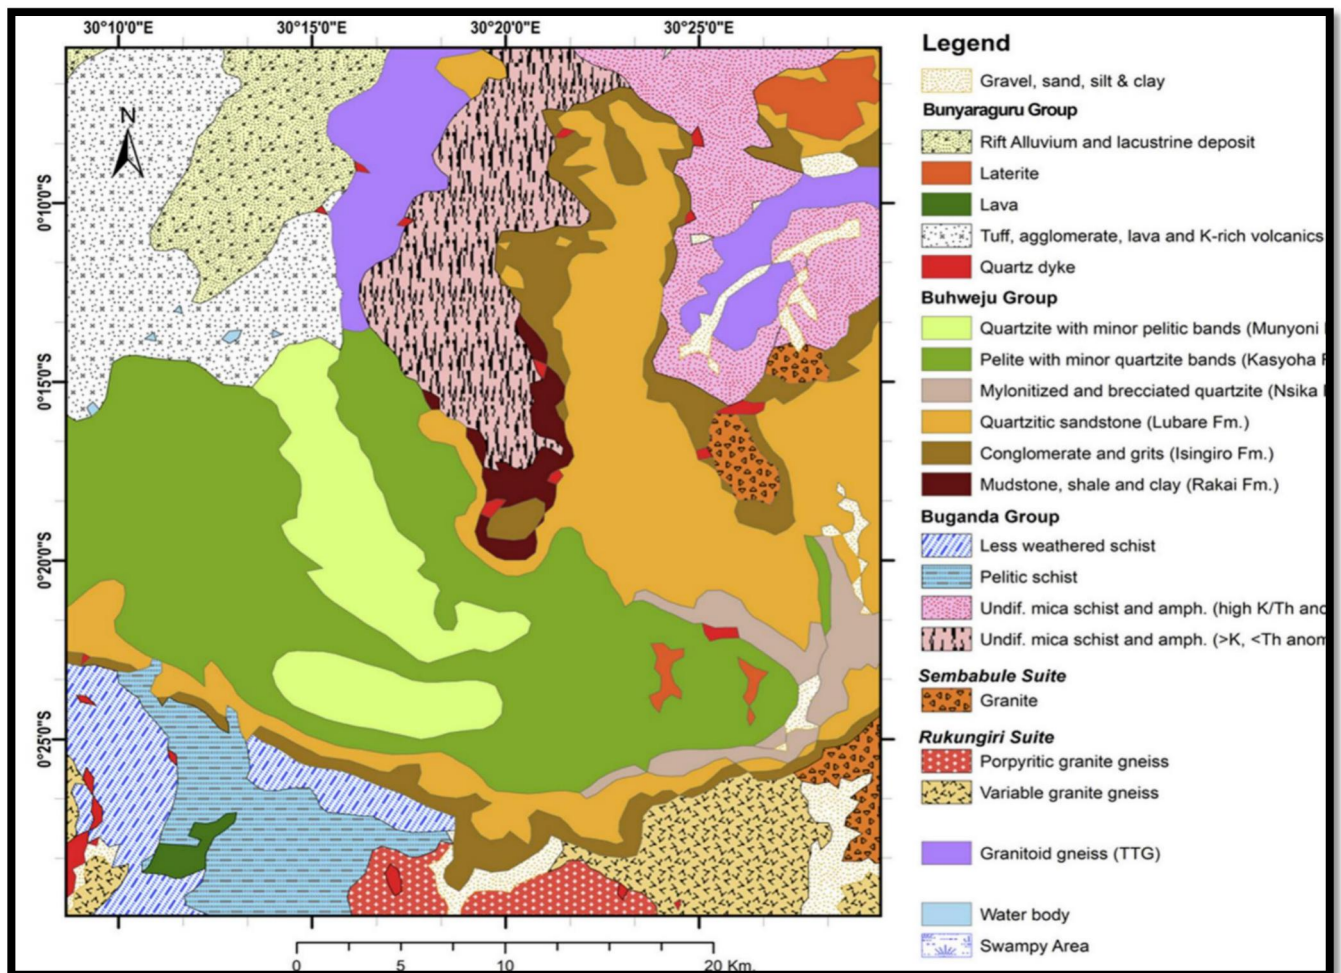 30°10'0"E 30°15'0"E 30°20'0"E 30°25'0"E
N
0°10'0"S
0°15'0"S
0°20'0"S
0°25'0"S
0 5 10 20 Km.
Legend
Gravel, sand, silt & clay
Bunyaraguru Group
Rift Alluvium and lacustrine deposit
Laterite
Lava
Tuff, agglomerate, lava and K-rich volcanics
Quartz dyke
Buhweju Group
Quartzite with minor pelitic bands (Munyoni
Pelite with minor quartzite bands (Kasyoha F
Mylonitized and brecciated quartzite (Nsika
Quartzitic sandstone (Lubare Fm.)
Conglomerate and grits (Isingiro Fm.)
Mudstone, shale and clay (Rakai Fm.)
Buganda Group
Less weathered schist
Pelitic schist
Undif. mica schist and amph. (high K/Th and
Undif. mica schist and amph. (>K, <Th anom
Sembabule Suite
Granite
Rukungiri Suite
Porpyritic granite gneiss
Variable granite gneiss
Granitoid gneiss (TTG)
Water body
Swampy Area